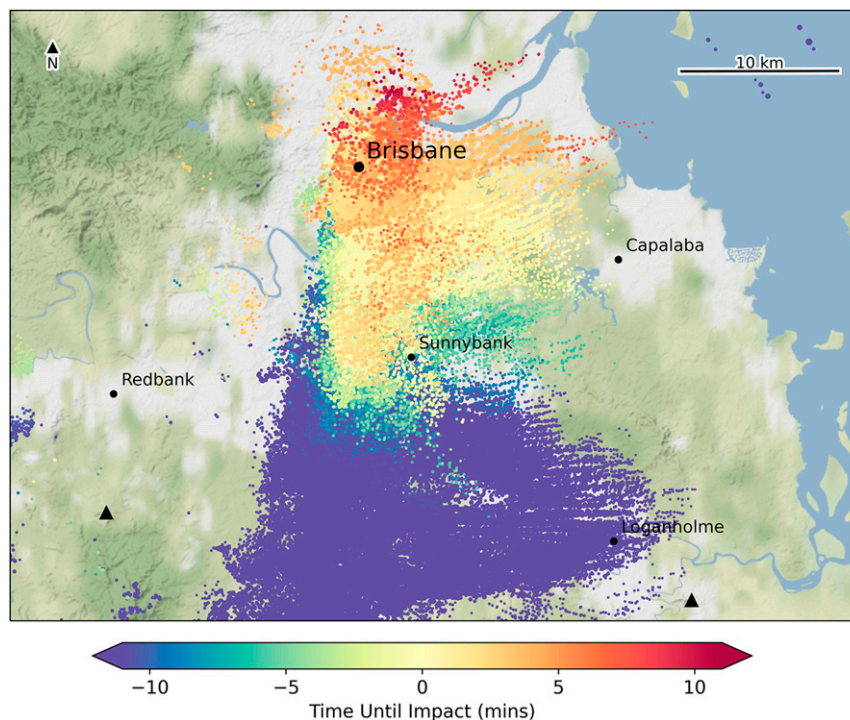 N
10 km
Brisbane
Capalaba
Sunnybank
Redbank
Loganholme
−10 −5 0 5 10
Time Until Impact (mins)